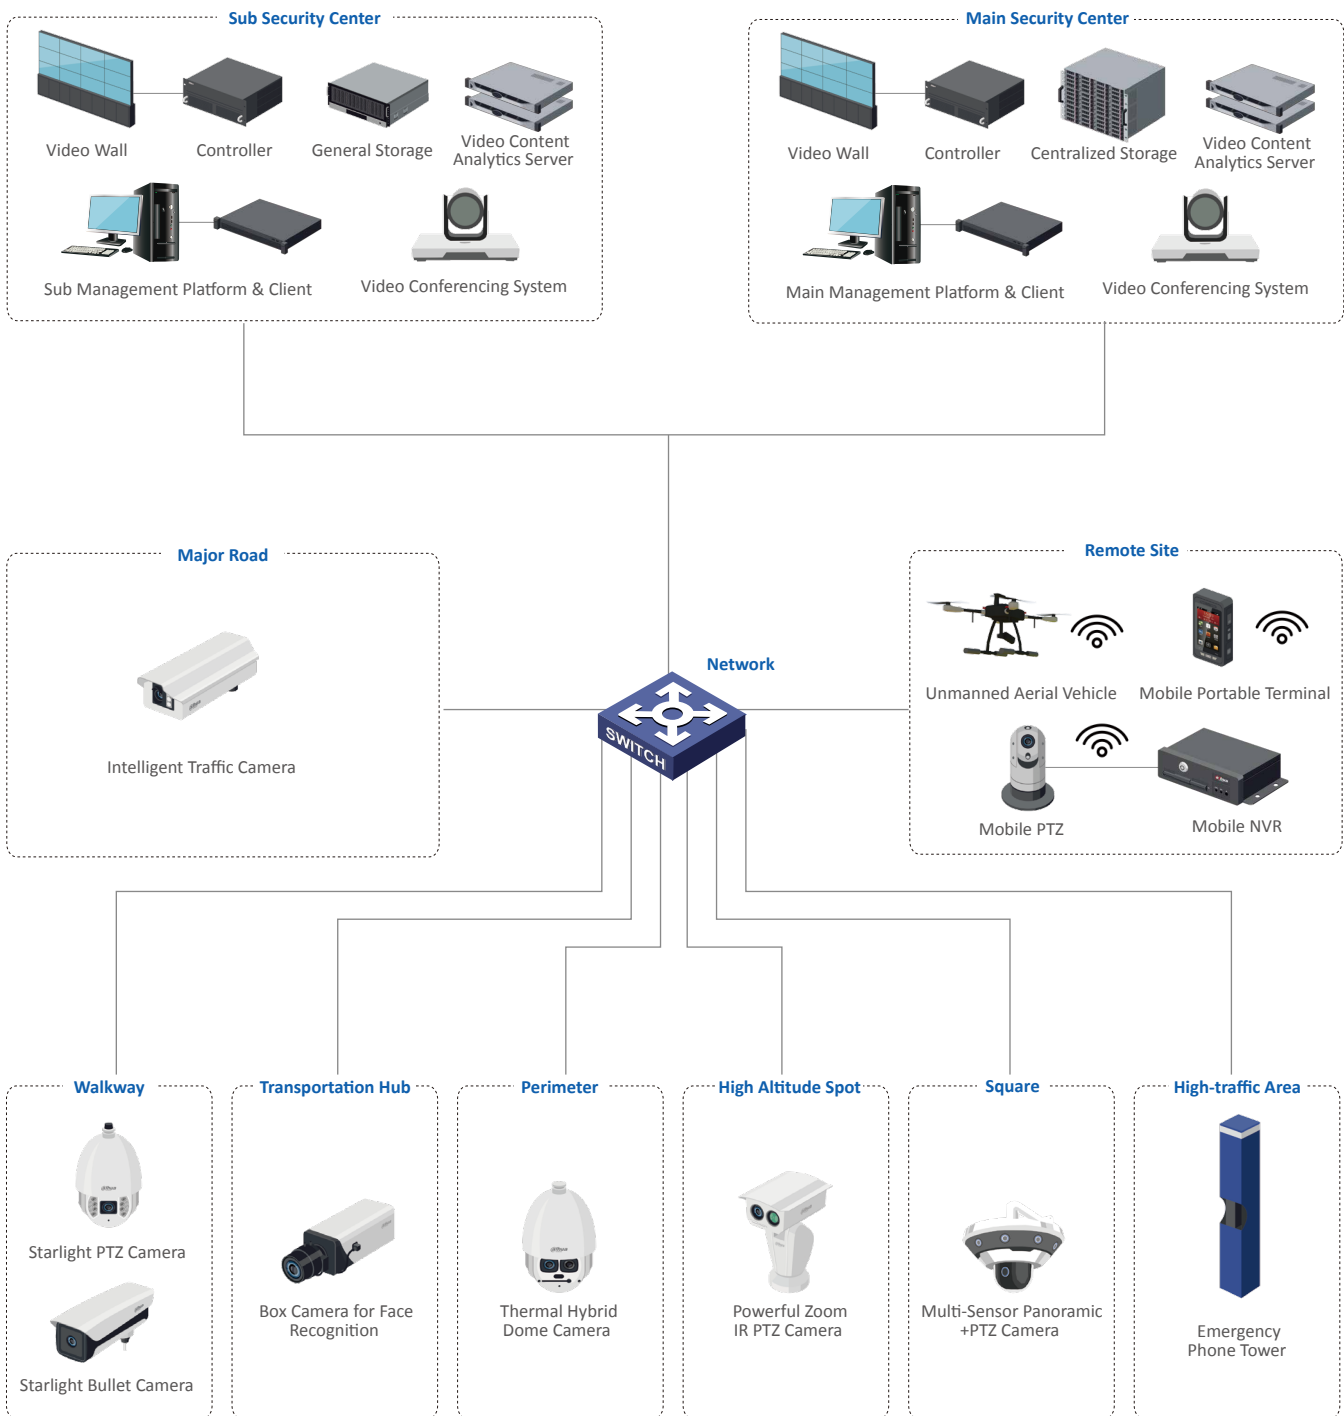 Sub Security Center
Main Security Center
Video Wall
Controller
General Storage
Video Content
Analytics Server
Video Wall
Controller
Centralized Storage
Video Content
Analytics Server
Sub Management Platform & Client
Video Conferencing System
Main Management Platform & Client
Video Conferencing System
Major Road
Remote Site
Network
SWITCH
Intelligent Traffic Camera
Unmanned Aerial Vehicle
Mobile Portable Terminal
Mobile PTZ
Mobile NVR
Walkway
Transportation Hub
Perimeter
High Altitude Spot
Square
High-traffic Area
Starlight PTZ Camera
Starlight Bullet Camera
Box Camera for Face
Recognition
Thermal Hybrid
Dome Camera
Powerful Zoom
IR PTZ Camera
Multi-Sensor Panoramic
+PTZ Camera
Emergency
Phone Tower